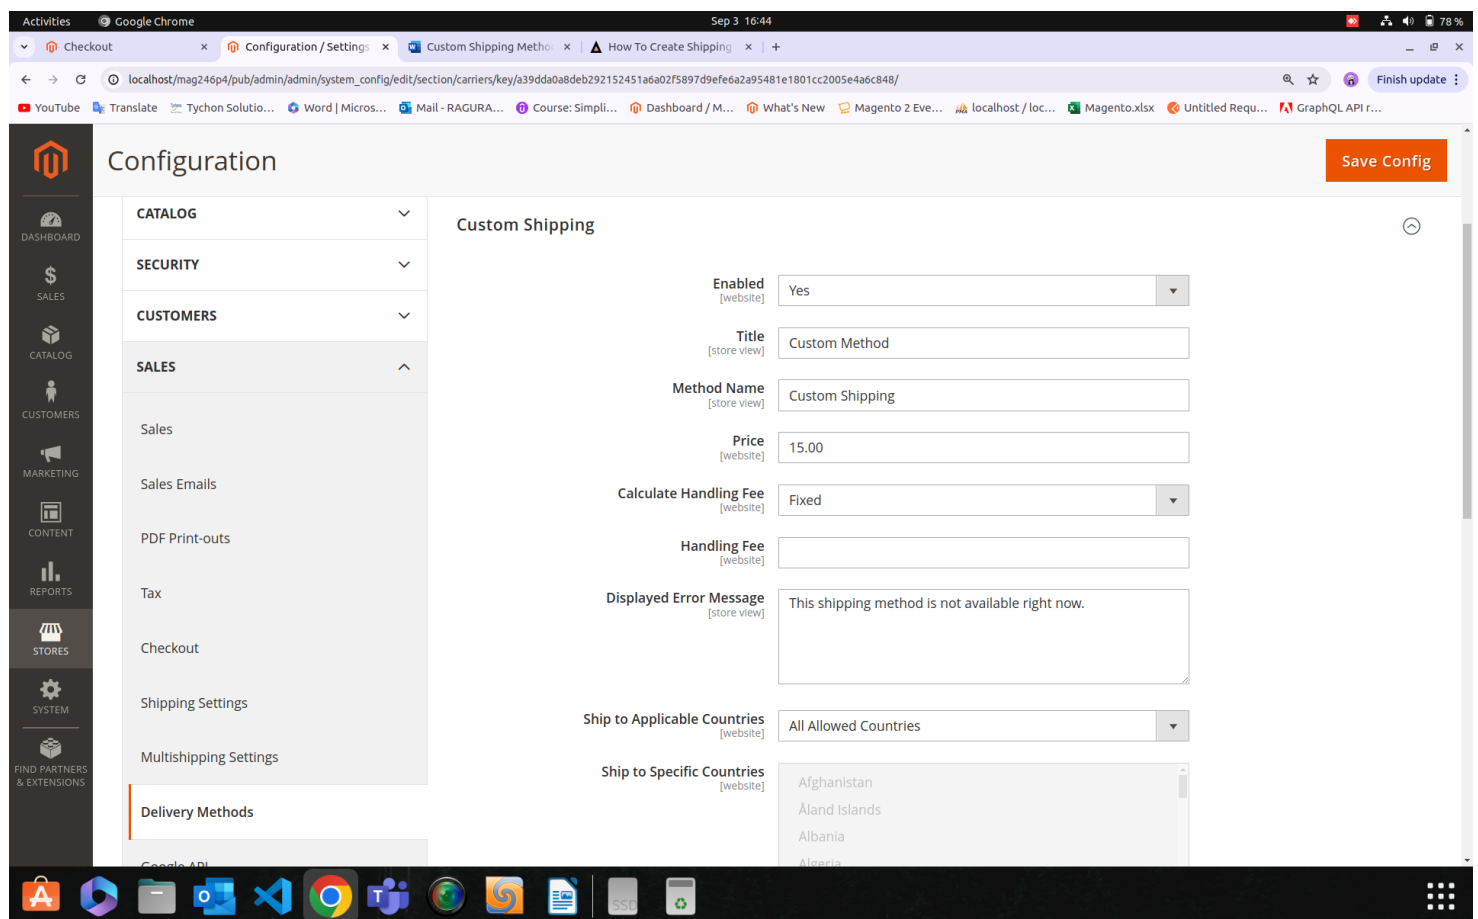 Activities Google Chrome Sep 3 16:44 78 %
Checkout × Configuration / Settings × Custom Shipping Metho × How To Create Shipping × +
localhost/mag246p4/pub/admin/admin/system_config/edit/section/carriers/key/a39dda0a8deb292152451a6a02f5897d9efe6a2a95481e1801cc2005e4a6c848/ Finish update
YouTube Translate Tychon Solutio... Word | Micros... Mail - RAGURA... Course: Simpli... Dashboard / M... What's New Magento 2 Eve... localhost / loc... Magento.xlsx Untitled Requ... GraphQL API r...
Configuration Save Config
DASHBOARD
SALES
CATALOG
CUSTOMERS
MARKETING
CONTENT
REPORTS
STORES
SYSTEM
FIND PARTNERS
& EXTENSIONS
CATALOG
SECURITY
CUSTOMERS
SALES
Sales
Sales Emails
PDF Print-outs
Tax
Checkout
Shipping Settings
Multishipping Settings
Delivery Methods
Google API
Custom Shipping
Enabled Yes
[website]
Title Custom Method
[store view]
Method Name Custom Shipping
[store view]
Price 15.00
[website]
Calculate Handling Fee Fixed
[website]
Handling Fee
[website]
Displayed Error Message This shipping method is not available right now.
[store view]
Ship to Applicable Countries All Allowed Countries
[website]
Ship to Specific Countries Afghanistan
[website]
Åland Islands
Albania
Algeria
SSD